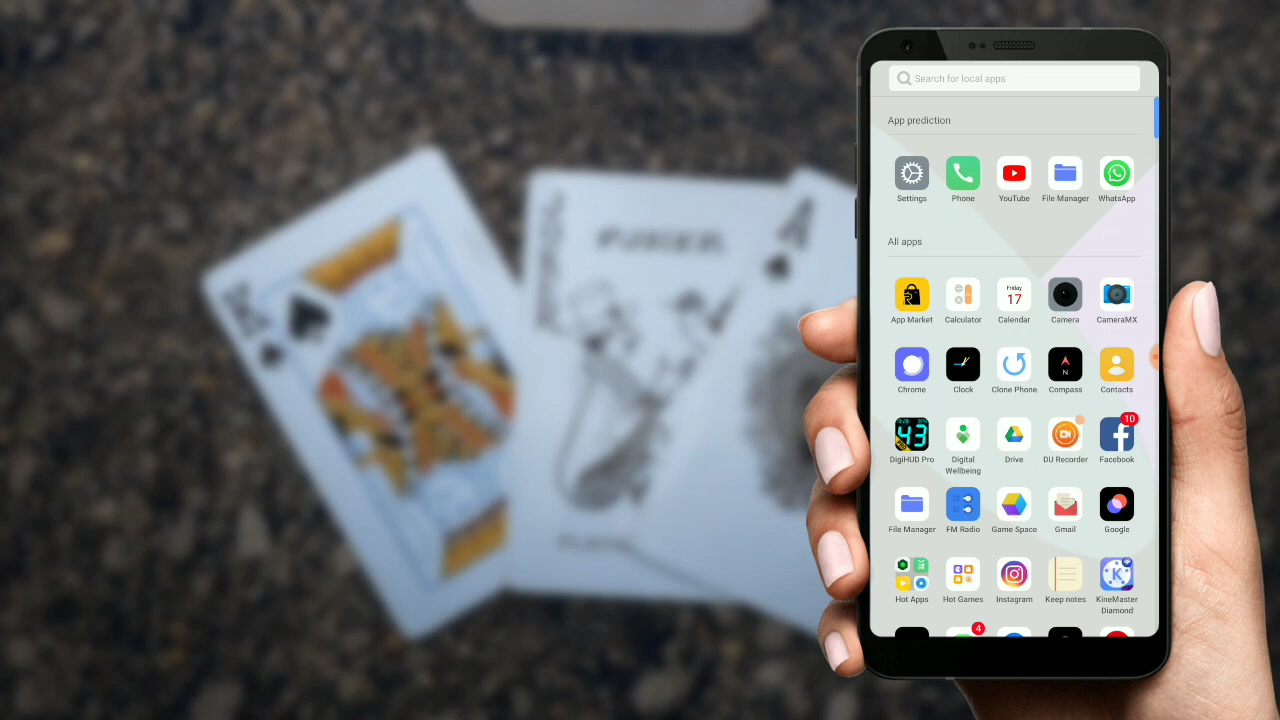 Search for local apps
App prediction
Settings
Phone
YouTube
File Manager
WhatsApp
All apps
Friday
17
App Market
Calculator
Calendar
Camera
CameraMX
N
Chrome
Clock
Clone Phone
Compass
Contacts
10
43
DigiHUD Pro
Digital
Wellbeing
Drive
DU Recorder
Facebook
File Manager
FM Radio
Game Space
Gmail
Google
K
Hot Apps
Hot Games
Instagram
Keep notes
KineMaster
Diamond
4
A